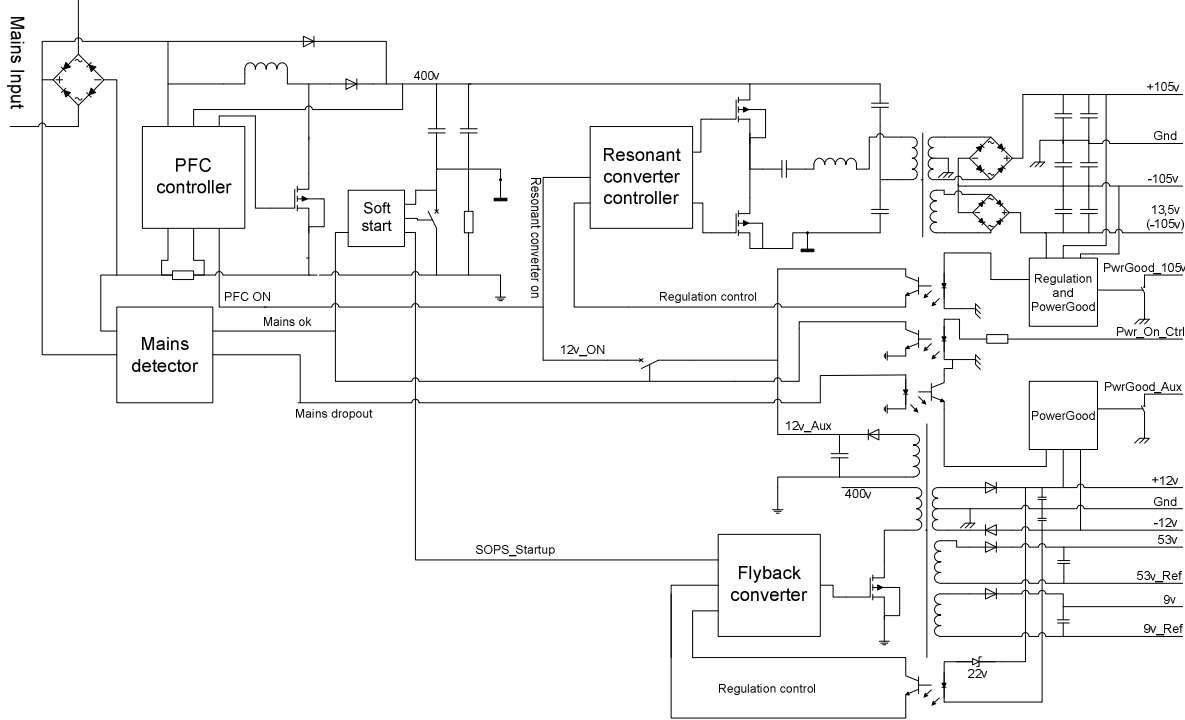 Mains Input
400v
PFC
controller
Soft
start
Resonant
converter
controller
Resonant converter on
+105v
Gnd
-105v
13,5v
(-105v)
Regulation
and
PowerGood
PwrGood_105v
PFC ON
Mains ok
Regulation control
Pwr_On_Ctrl
Mains
detector
12v_ON
Mains dropout
PowerGood
PwrGood_Aux
12v_Aux
400v
+12v
Gnd
-12v
53v
53v_Ref
9v
9v_Ref
SOPS_Startup
Flyback
converter
22v
Regulation control